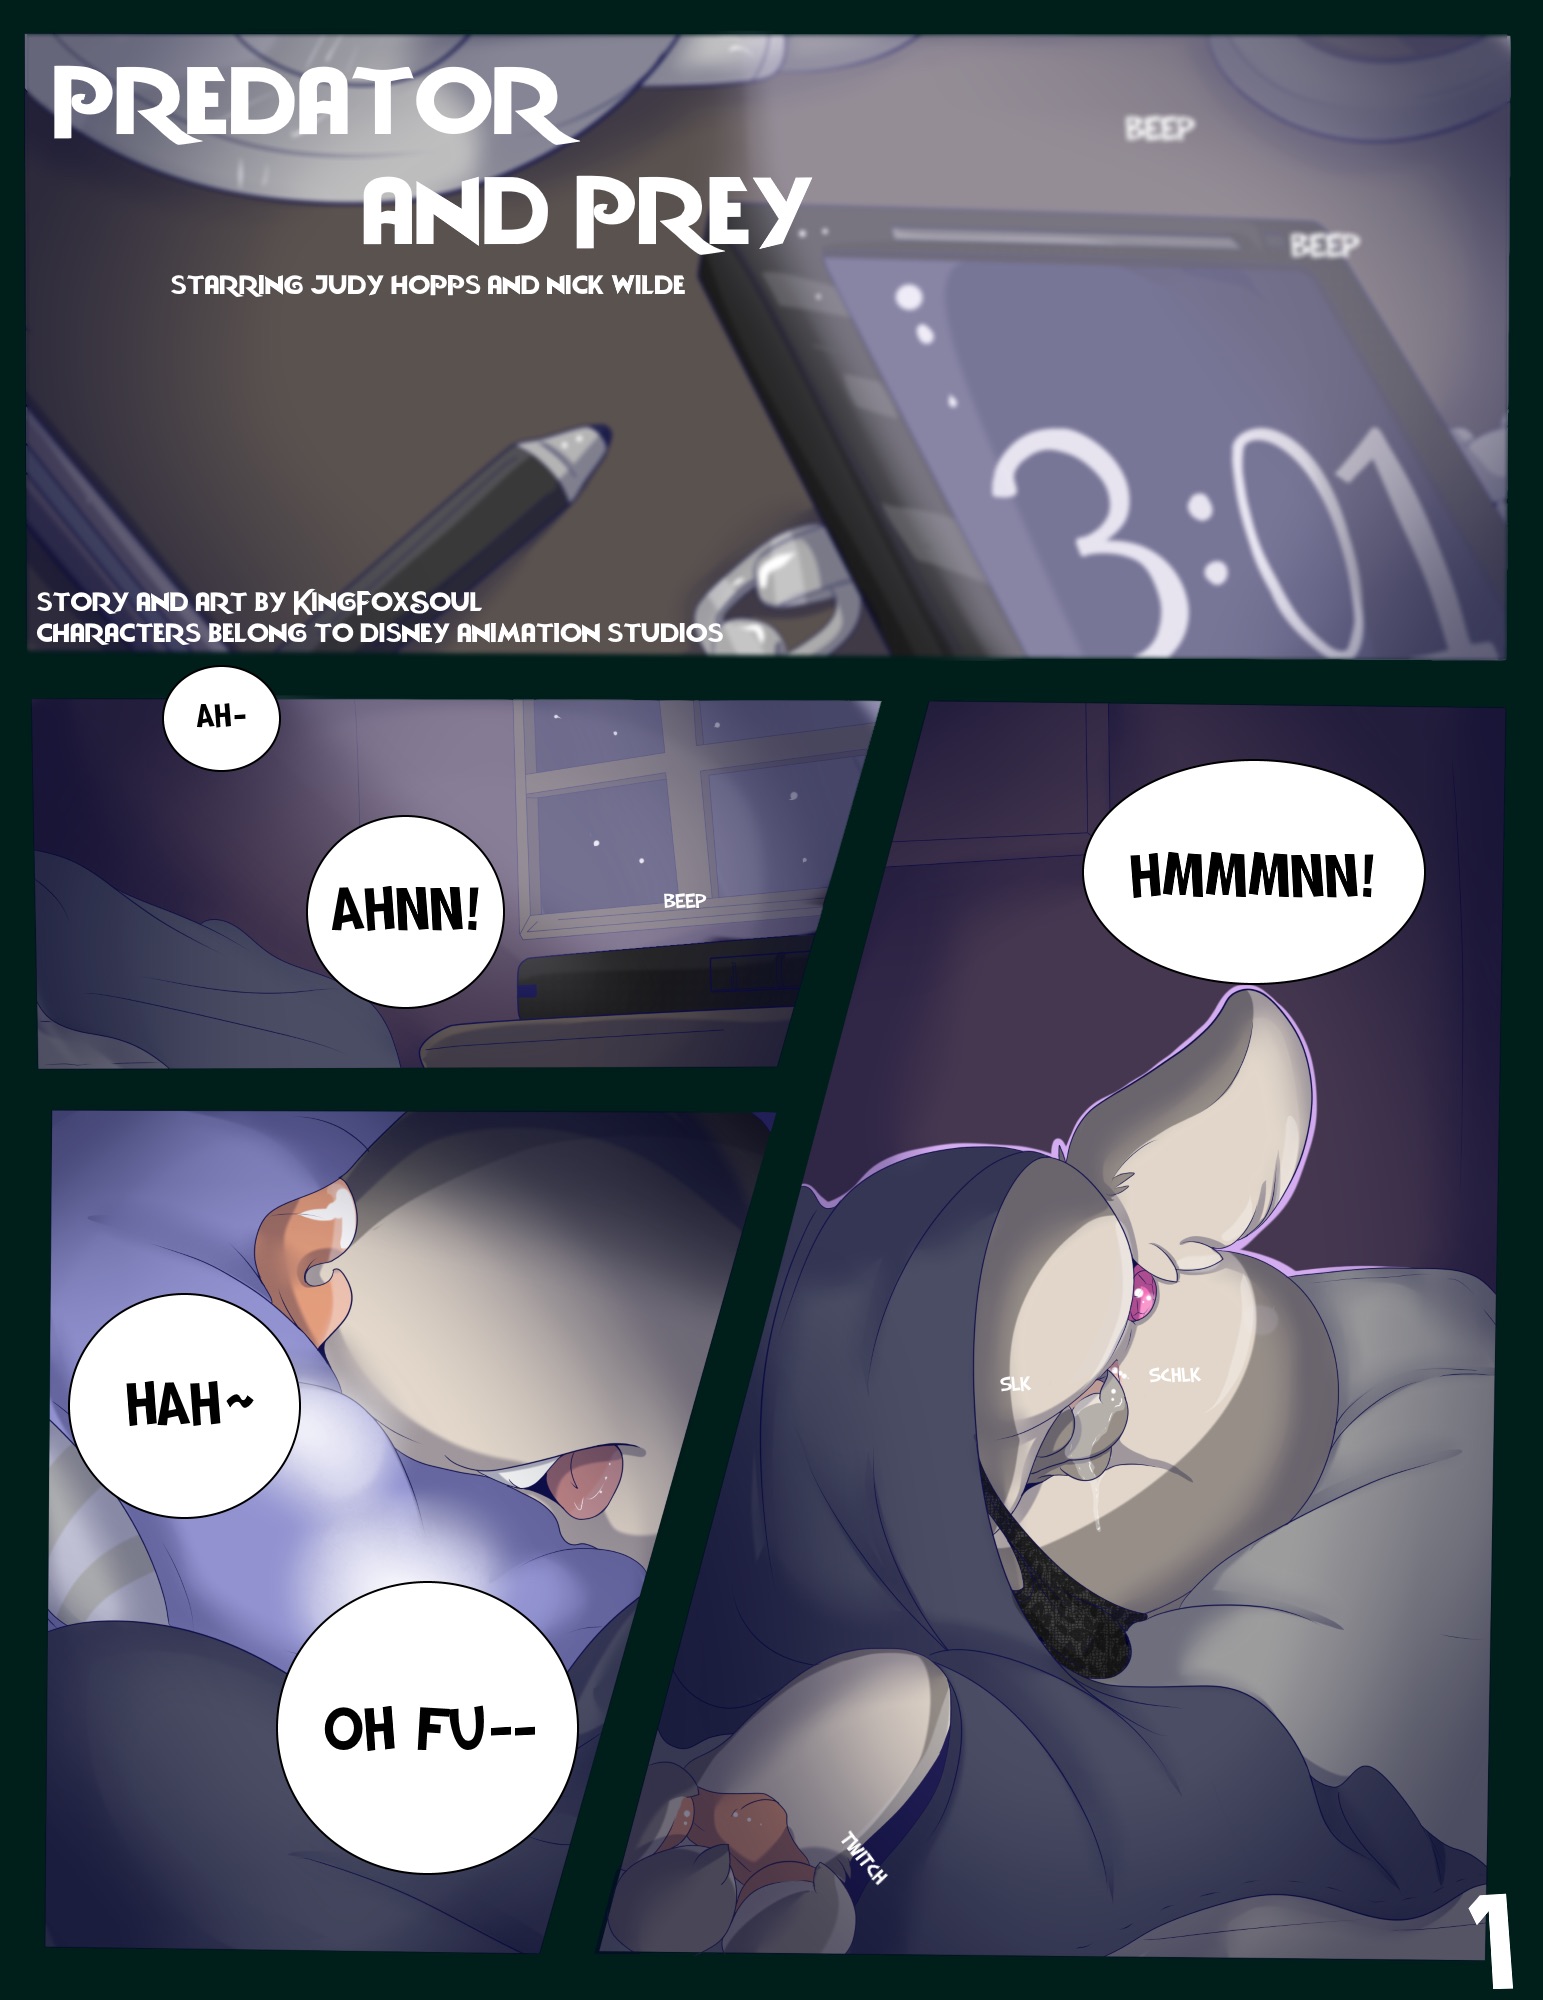 PREDATOR
AND PREY
STARRING JUDY HOPPS AND NICK WILDE
BEEP
BEEP
3:01
STORY AND ART BY KINGFOXSOUL
CHARACTERS BELONG TO DISNEY ANIMATION STUDIOS
AH-
AHNN!
BEEP
HMMMNN!
SLK
SCHLK
HAH~
OH FU--
TWITCH
1